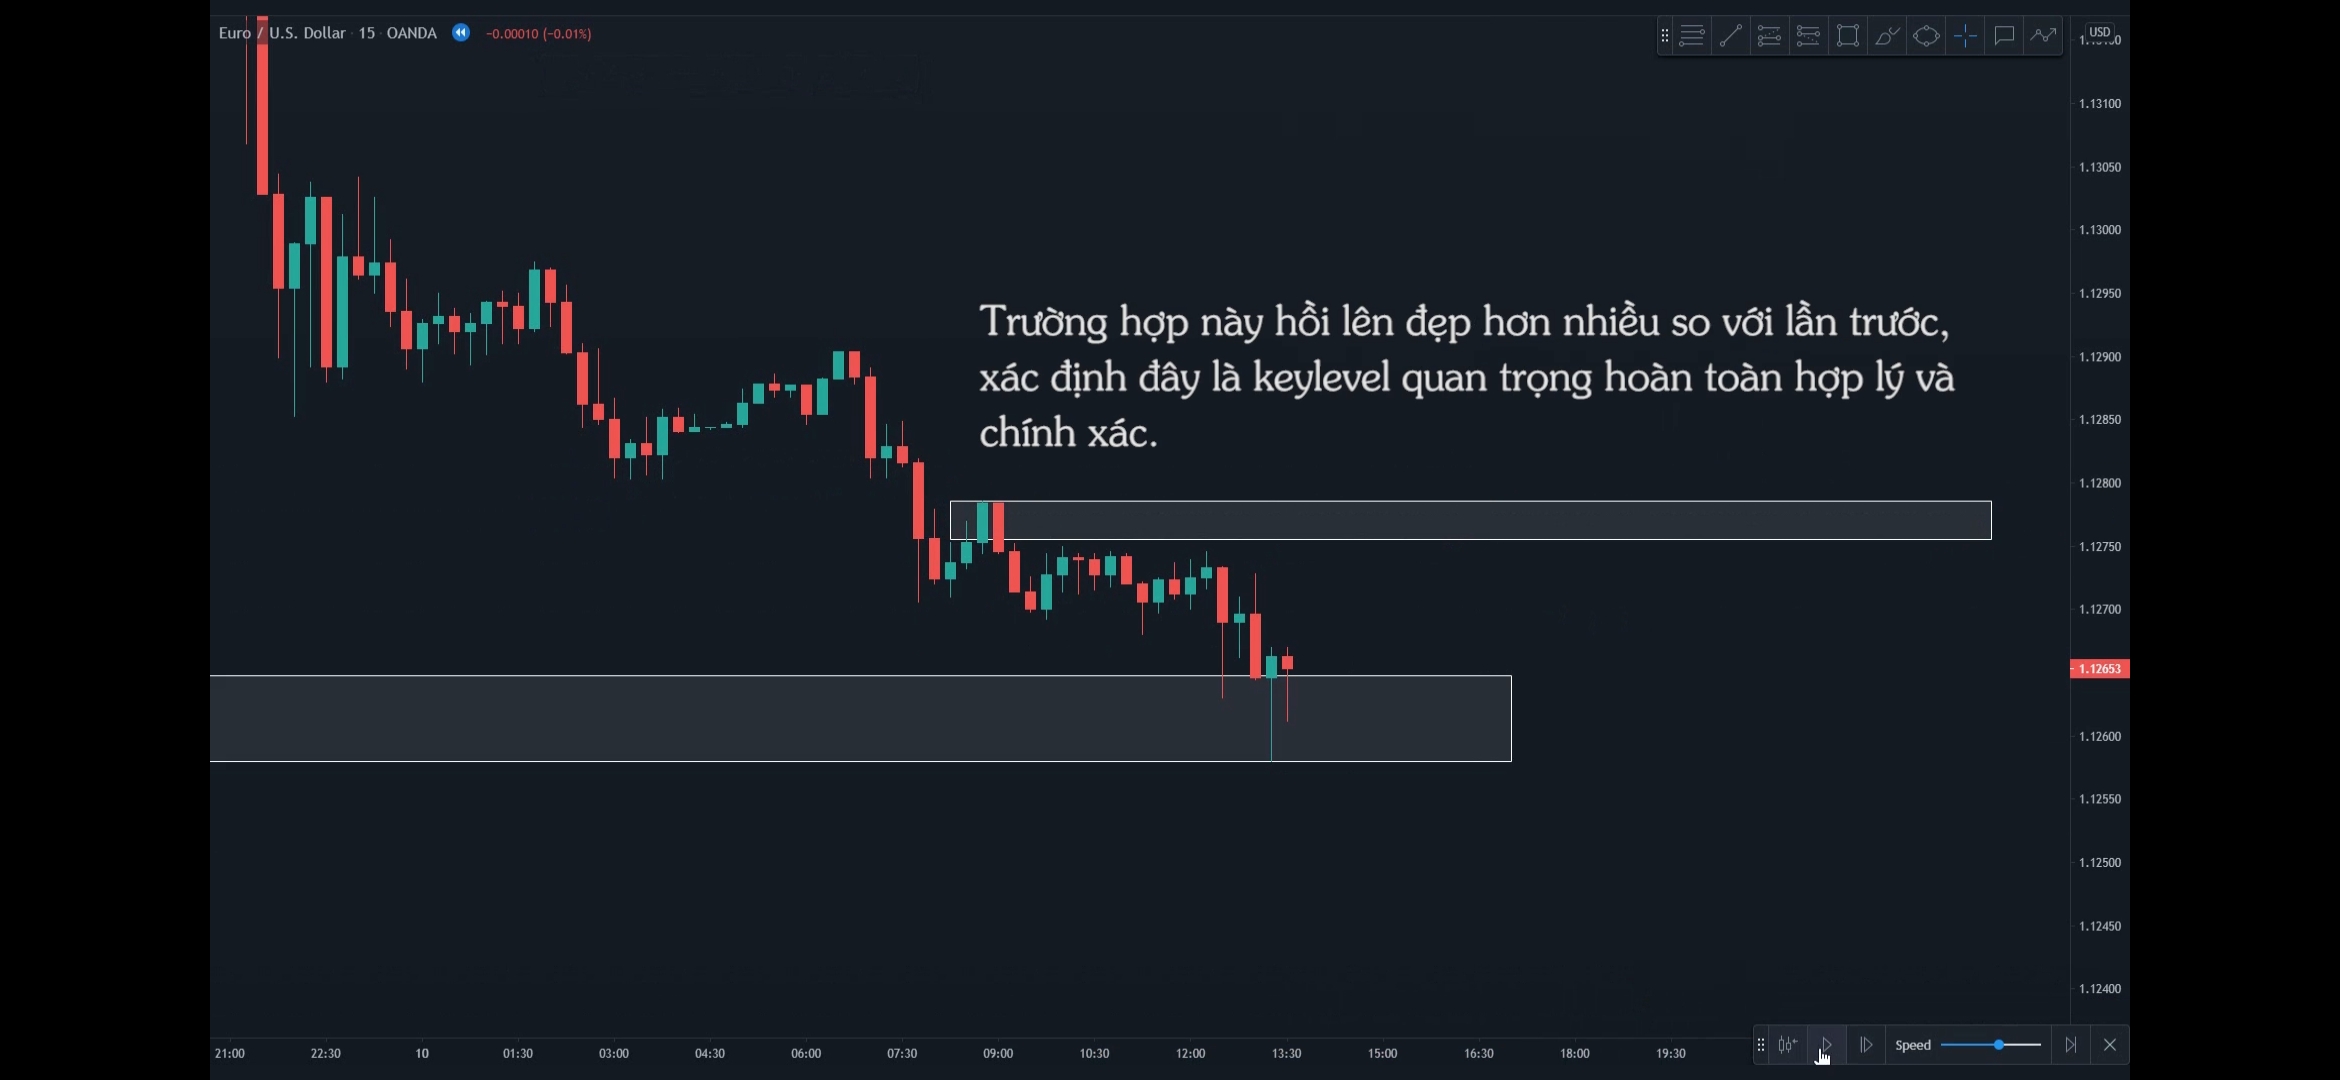 Euro / U.S. Dollar · 15 · OANDA −0.00010 (−0.01%)
USD
1.13100
1.13050
1.13000
1.12950
Trường hợp này hồi lên đẹp hơn nhiều so với lần trước,
1.12900
xác định đây là keylevel quan trọng hoàn toàn hợp lý và
1.12850
chính xác.
1.12800
1.12750
1.12700
1.12653
1.12600
1.12550
1.12500
1.12450
1.12400
21:00 22:30 10 01:30 03:00 04:30 06:00 07:30 09:00 10:30 12:00 13:30 15:00 16:30 18:00 19:30
Speed